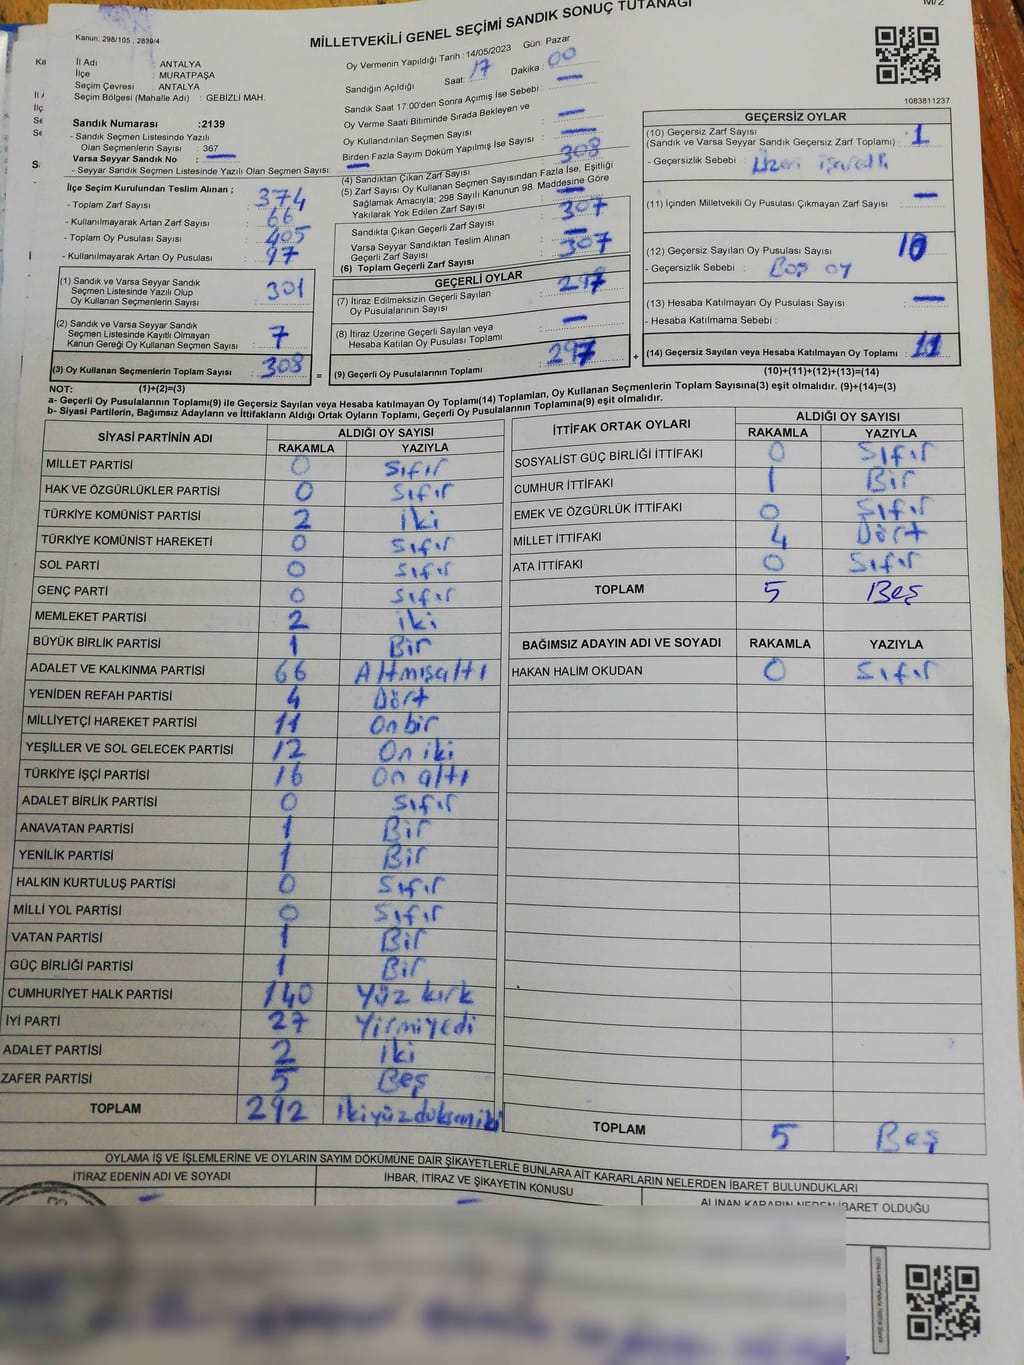 MİLLETVEKİLİ GENEL SEÇİMİ SANDIK SONUÇ TUTANAĞI
Kanun: 298/105 , 2839/4
İl Adı : ANTALYA
İlçe : MURATPAŞA
Seçim Çevresi : ANTALYA
Seçim Bölgesi (Mahalle Adı) : GEBİZLİ MAH.
Sandık Numarası :2139
- Sandık Seçmen Listesinde Yazılı
Olan Seçmenlerin Sayısı : 367
Varsa Seyyar Sandık No : —
- Seyyar Sandık Seçmen Listesinde Yazılı Olan Seçmen Sayısı: —
İlçe Seçim Kurulundan Teslim Alınan ;
- Toplam Zarf Sayısı : 374
- Kullanılmayarak Artan Zarf Sayısı : 66
- Toplam Oy Pusulası Sayısı : 405
- Kullanılmayarak Artan Oy Pusulası : 97
(1) Sandık ve Varsa Seyyar Sandık
Seçmen Listesinde Yazılı Olup
Oy Kullanan Seçmenlerin Sayısı : 301
(2) Sandık ve Varsa Seyyar Sandık
Seçmen Listesinde Kayıtlı Olmayan
Kanun Gereği Oy Kullanan Seçmen Sayısı : 7
(3) Oy Kullanan Seçmenlerin Toplam Sayısı : 308
(1)+(2)=(3)
Oy Vermenin Yapıldığı Tarih : 14/05/2023 Gün: Pazar
Sandığın Açıldığı Saat: 17 Dakika : 00
Sandık Saat 17:00'den Sonra Açımış İse Sebebi : —
Oy Verme Saati Bitiminde Sırada Bekleyen ve
Oy Kullandırılan Seçmen Sayısı : —
Birden Fazla Sayım Döküm Yapılmış İse Sayısı : —
(4) Sandıktan Çıkan Zarf Sayısı : 308
(5) Zarf Sayısı Oy Kullanan Seçmen Sayısından Fazla İse, Eşitliği
Sağlamak Amacıyla; 298 Sayılı Kanunun 98. Maddesine Göre
Yakılarak Yok Edilen Zarf Sayısı : —
Sandıkta Çıkan Geçerli Zarf Sayısı : 307
Varsa Seyyar Sandıktan Teslim Alınan
Geçerli Zarf Sayısı : —
(6) Toplam Geçerli Zarf Sayısı : 307
GEÇERLİ OYLAR
(7) İtiraz Edilmeksizin Geçerli Sayılan
Oy Pusulalarının Sayısı : 297
(8) İtiraz Üzerine Geçerli Sayılan veya
Hesaba Katılan Oy Pusulası Toplamı : —
(9) Geçerli Oy Pusulalarının Toplamı : 297
1083811237
GEÇERSİZ OYLAR
(10) Geçersiz Zarf Sayısı
(Sandık ve Varsa Seyyar Sandık Geçersiz Zarf Toplamı) : 1
- Geçersizlik Sebebi : Üzeri işaretli
(11) İçinden Milletvekili Oy Pusulası Çıkmayan Zarf Sayısı : —
(12) Geçersiz Sayılan Oy Pusulası Sayısı : 10
- Geçersizlik Sebebi : Boş oy
(13) Hesaba Katılmayan Oy Pusulası Sayısı : —
- Hesaba Katılmama Sebebi :
(14) Geçersiz Sayılan veya Hesaba Katılmayan Oy Toplamı : 11
(10)+(11)+(12)+(13)=(14)
NOT:
a- Geçerli Oy Pusulalarının Toplamı(9) ile Geçersiz Sayılan veya Hesaba katılmayan Oy Toplamı(14) Toplamları, Oy Kullanan Seçmenlerin Toplam Sayısına(3) eşit olmalıdır. (9)+(14)=(3)
b- Siyasi Partilerin, Bağımsız Adayların ve İttifakların Aldığı Ortak Oyların Toplamı, Geçerli Oy Pusulalarının Toplamına(9) eşit olmalıdır.
SİYASİ PARTİNİN ADI ALDIĞI OY SAYISI
RAKAMLA YAZIYLA
MİLLET PARTİSİ 0 Sıfır
HAK VE ÖZGÜRLÜKLER PARTİSİ 0 Sıfır
TÜRKİYE KOMÜNİST PARTİSİ 2 iki
TÜRKİYE KOMÜNİST HAREKETİ 0 Sıfır
SOL PARTİ 0 Sıfır
GENÇ PARTİ 0 Sıfır
MEMLEKET PARTİSİ 2 iki
BÜYÜK BİRLİK PARTİSİ 1 Bir
ADALET VE KALKINMA PARTİSİ 66 Altmışaltı
YENİDEN REFAH PARTİSİ 4 Dört
MİLLİYETÇİ HAREKET PARTİSİ 11 Onbir
YEŞİLLER VE SOL GELECEK PARTİSİ 12 On iki
TÜRKİYE İŞÇİ PARTİSİ 16 On altı
ADALET BİRLİK PARTİSİ 0 Sıfır
ANAVATAN PARTİSİ 1 Bir
YENİLİK PARTİSİ 1 Bir
HALKIN KURTULUŞ PARTİSİ 0 Sıfır
MİLLİ YOL PARTİSİ 0 Sıfır
VATAN PARTİSİ 1 Bir
GÜÇ BİRLİĞİ PARTİSİ 1 Bir
CUMHURİYET HALK PARTİSİ 140 Yüz kırk
İYİ PARTİ 27 Yirmiyedi
ADALET PARTİSİ 2 iki
ZAFER PARTİSİ 5 Beş
TOPLAM 292 ikiyüzdoksaniki
İTTİFAK ORTAK OYLARI ALDIĞI OY SAYISI
RAKAMLA YAZIYLA
SOSYALİST GÜÇ BİRLİĞİ İTTİFAKI 0 Sıfır
CUMHUR İTTİFAKI 1 Bir
EMEK VE ÖZGÜRLÜK İTTİFAKI 0 Sıfır
MİLLET İTTİFAKI 4 Dört
ATA İTTİFAKI 0 Sıfır
TOPLAM 5 Beş
BAĞIMSIZ ADAYIN ADI VE SOYADI RAKAMLA YAZIYLA
HAKAN HALİM OKUDAN 0 Sıfır
TOPLAM 5 Beş
OYLAMA İŞ VE İŞLEMLERİNE VE OYLARIN SAYIM DÖKÜMÜNE DAİR ŞİKAYETLERLE BUNLARA AİT KARARLARIN NELERDEN İBARET BULUNDUKLARI
İTİRAZ EDENİN ADI VE SOYADI İHBAR, İTİRAZ VE ŞİKAYETİN KONUSU ALINAN KARARIN NEDEN İBARET OLDUĞU